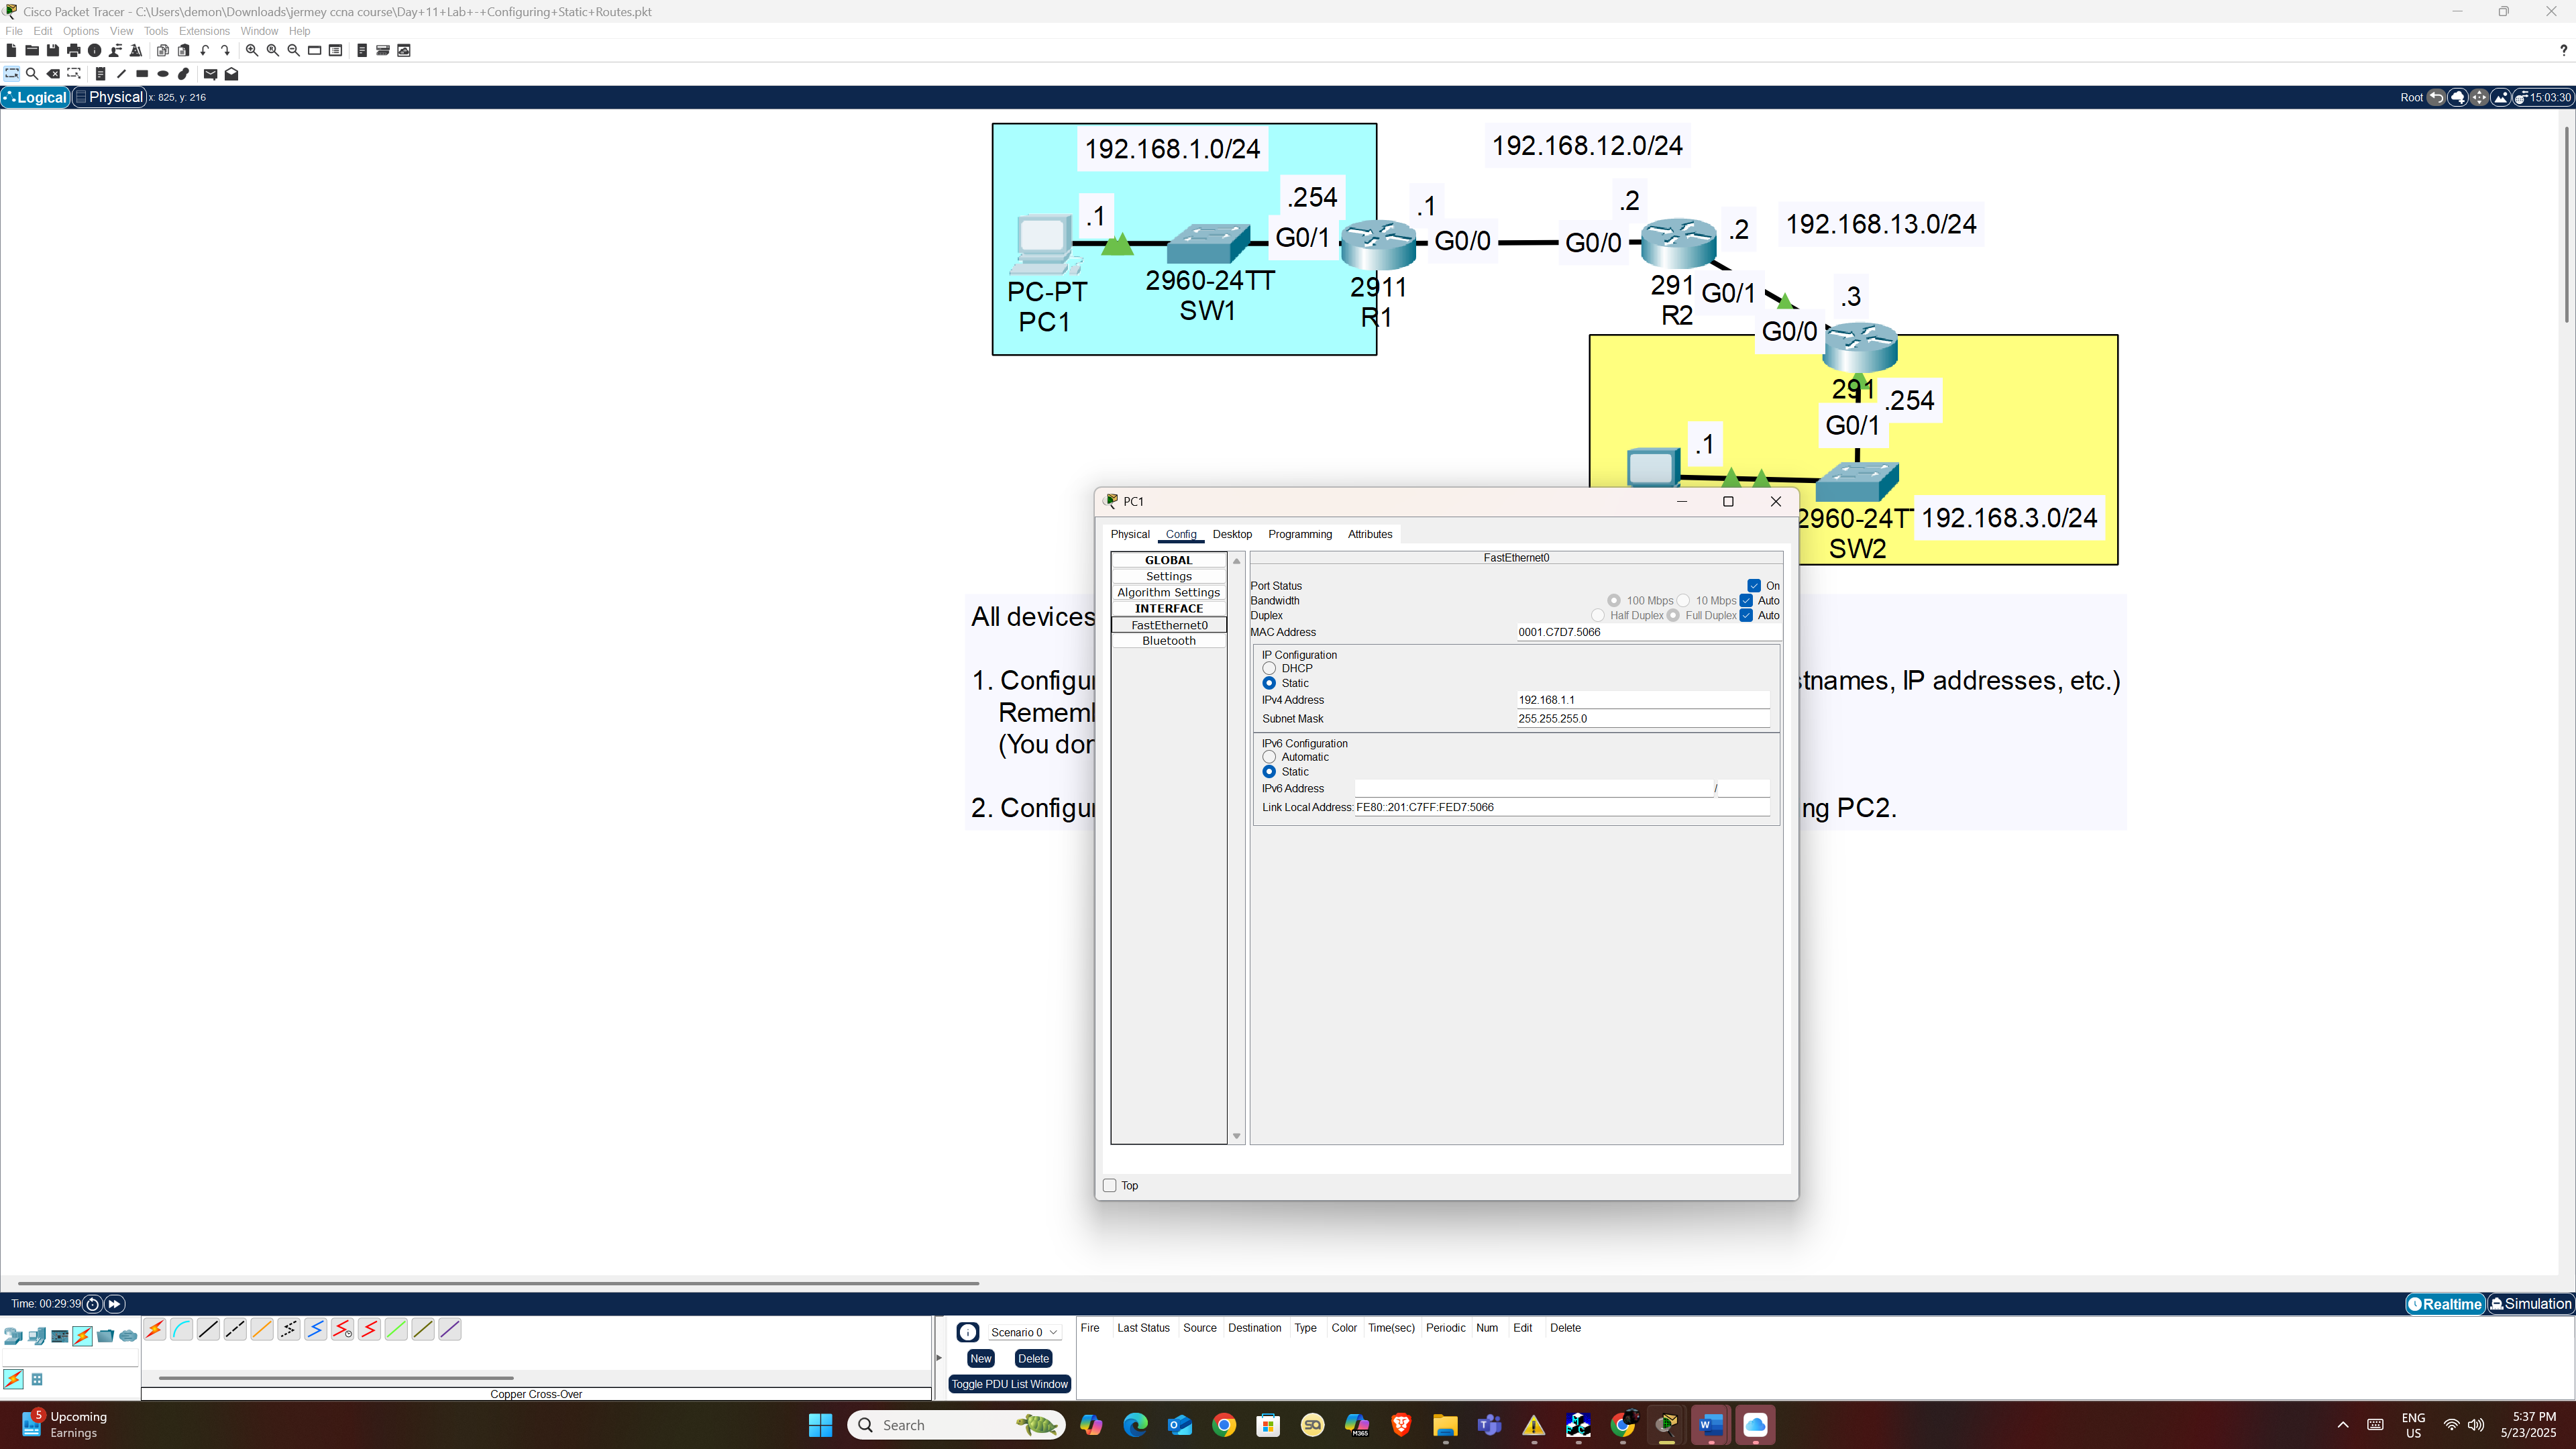 Cisco Packet Tracer - C:\Users\demon\Downloads\jermey ccna course\Day+11+Lab+-+Configuring+Static+Routes.pkt
File Edit Options View Tools Extensions Window Help
Logical Physical x: 825, y: 216
Root 15:03:30
192.168.1.0/24
192.168.12.0/24
.254
.1
.1
.2
.2
192.168.13.0/24
G0/1
G0/0
G0/0
PC-PT
PC1
2960-24TT
SW1
2911
R1
291
R2
G0/1
.3
G0/0
291
.254
G0/1
.1
2960-24T
SW2
192.168.3.0/24
All devices
1. Configu
stnames, IP addresses, etc.)
Rememl
(You dor
2. Configu
ng PC2.
PC1
Physical Config Desktop Programming Attributes
GLOBAL
Settings
Algorithm Settings
INTERFACE
FastEthernet0
Bluetooth
FastEthernet0
Port Status On
Bandwidth 100 Mbps 10 Mbps Auto
Duplex Half Duplex Full Duplex Auto
MAC Address 0001.C7D7.5066
IP Configuration
DHCP
Static
IPv4 Address 192.168.1.1
Subnet Mask 255.255.255.0
IPv6 Configuration
Automatic
Static
IPv6 Address /
Link Local Address: FE80::201:C7FF:FED7:5066
Top
Time: 00:29:39
Realtime Simulation
Scenario 0
New Delete
Toggle PDU List Window
Fire Last Status Source Destination Type Color Time(sec) Periodic Num Edit Delete
Copper Cross-Over
5
Upcoming
Earnings
Search
M365
ENG
US
5:37 PM
5/23/2025